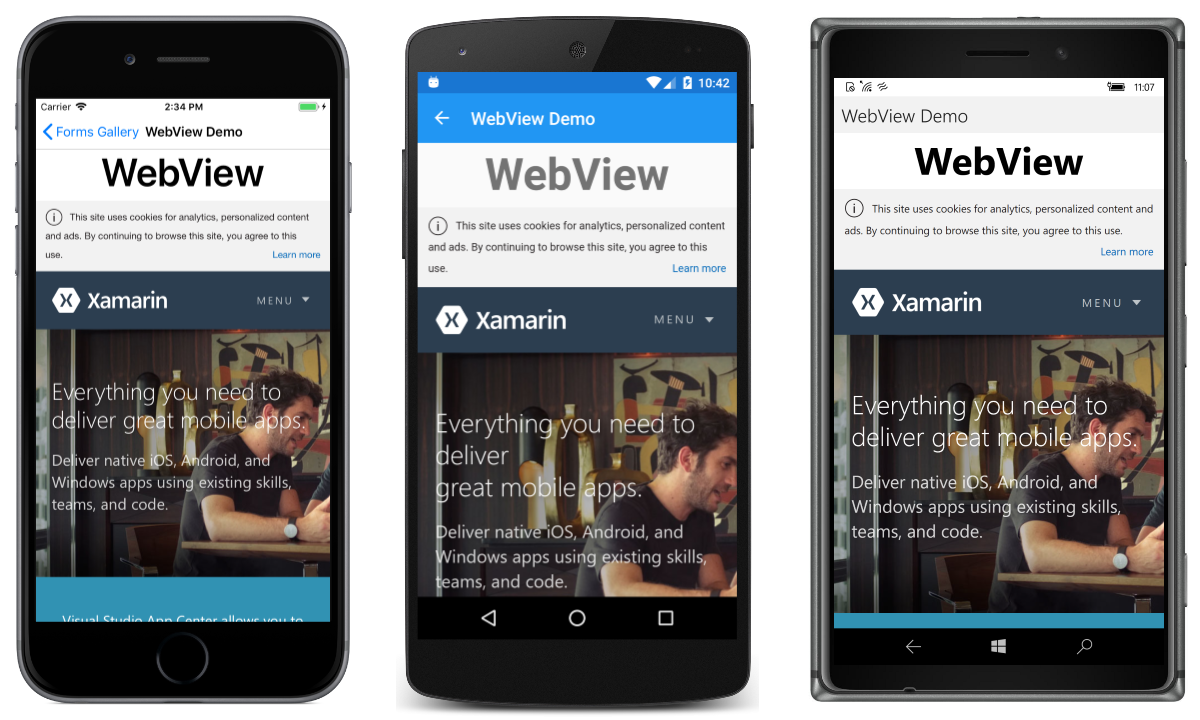 Carrier
2:34 PM
Forms Gallery WebView Demo
WebView
This site uses cookies for analytics, personalized content
and ads. By continuing to browse this site, you agree to this
use. Learn more
Xamarin MENU
Everything you need to
deliver great mobile apps.
Deliver native iOS, Android, and
Windows apps using existing skills,
teams, and code.
Visual Studio App Center allows you to
10:42
WebView Demo
WebView
This site uses cookies for analytics, personalized content
and ads. By continuing to browse this site, you agree to this
use. Learn more
Xamarin MENU
Everything you need to
deliver
great mobile apps.
Deliver native iOS, Android, and
Windows apps using existing skills,
teams, and code.
11:07
WebView Demo
WebView
This site uses cookies for analytics, personalized content and
ads. By continuing to browse this site, you agree to this use.
Learn more
Xamarin MENU
Everything you need to
deliver great mobile apps.
Deliver native iOS, Android, and
Windows apps using existing skills,
teams, and code.